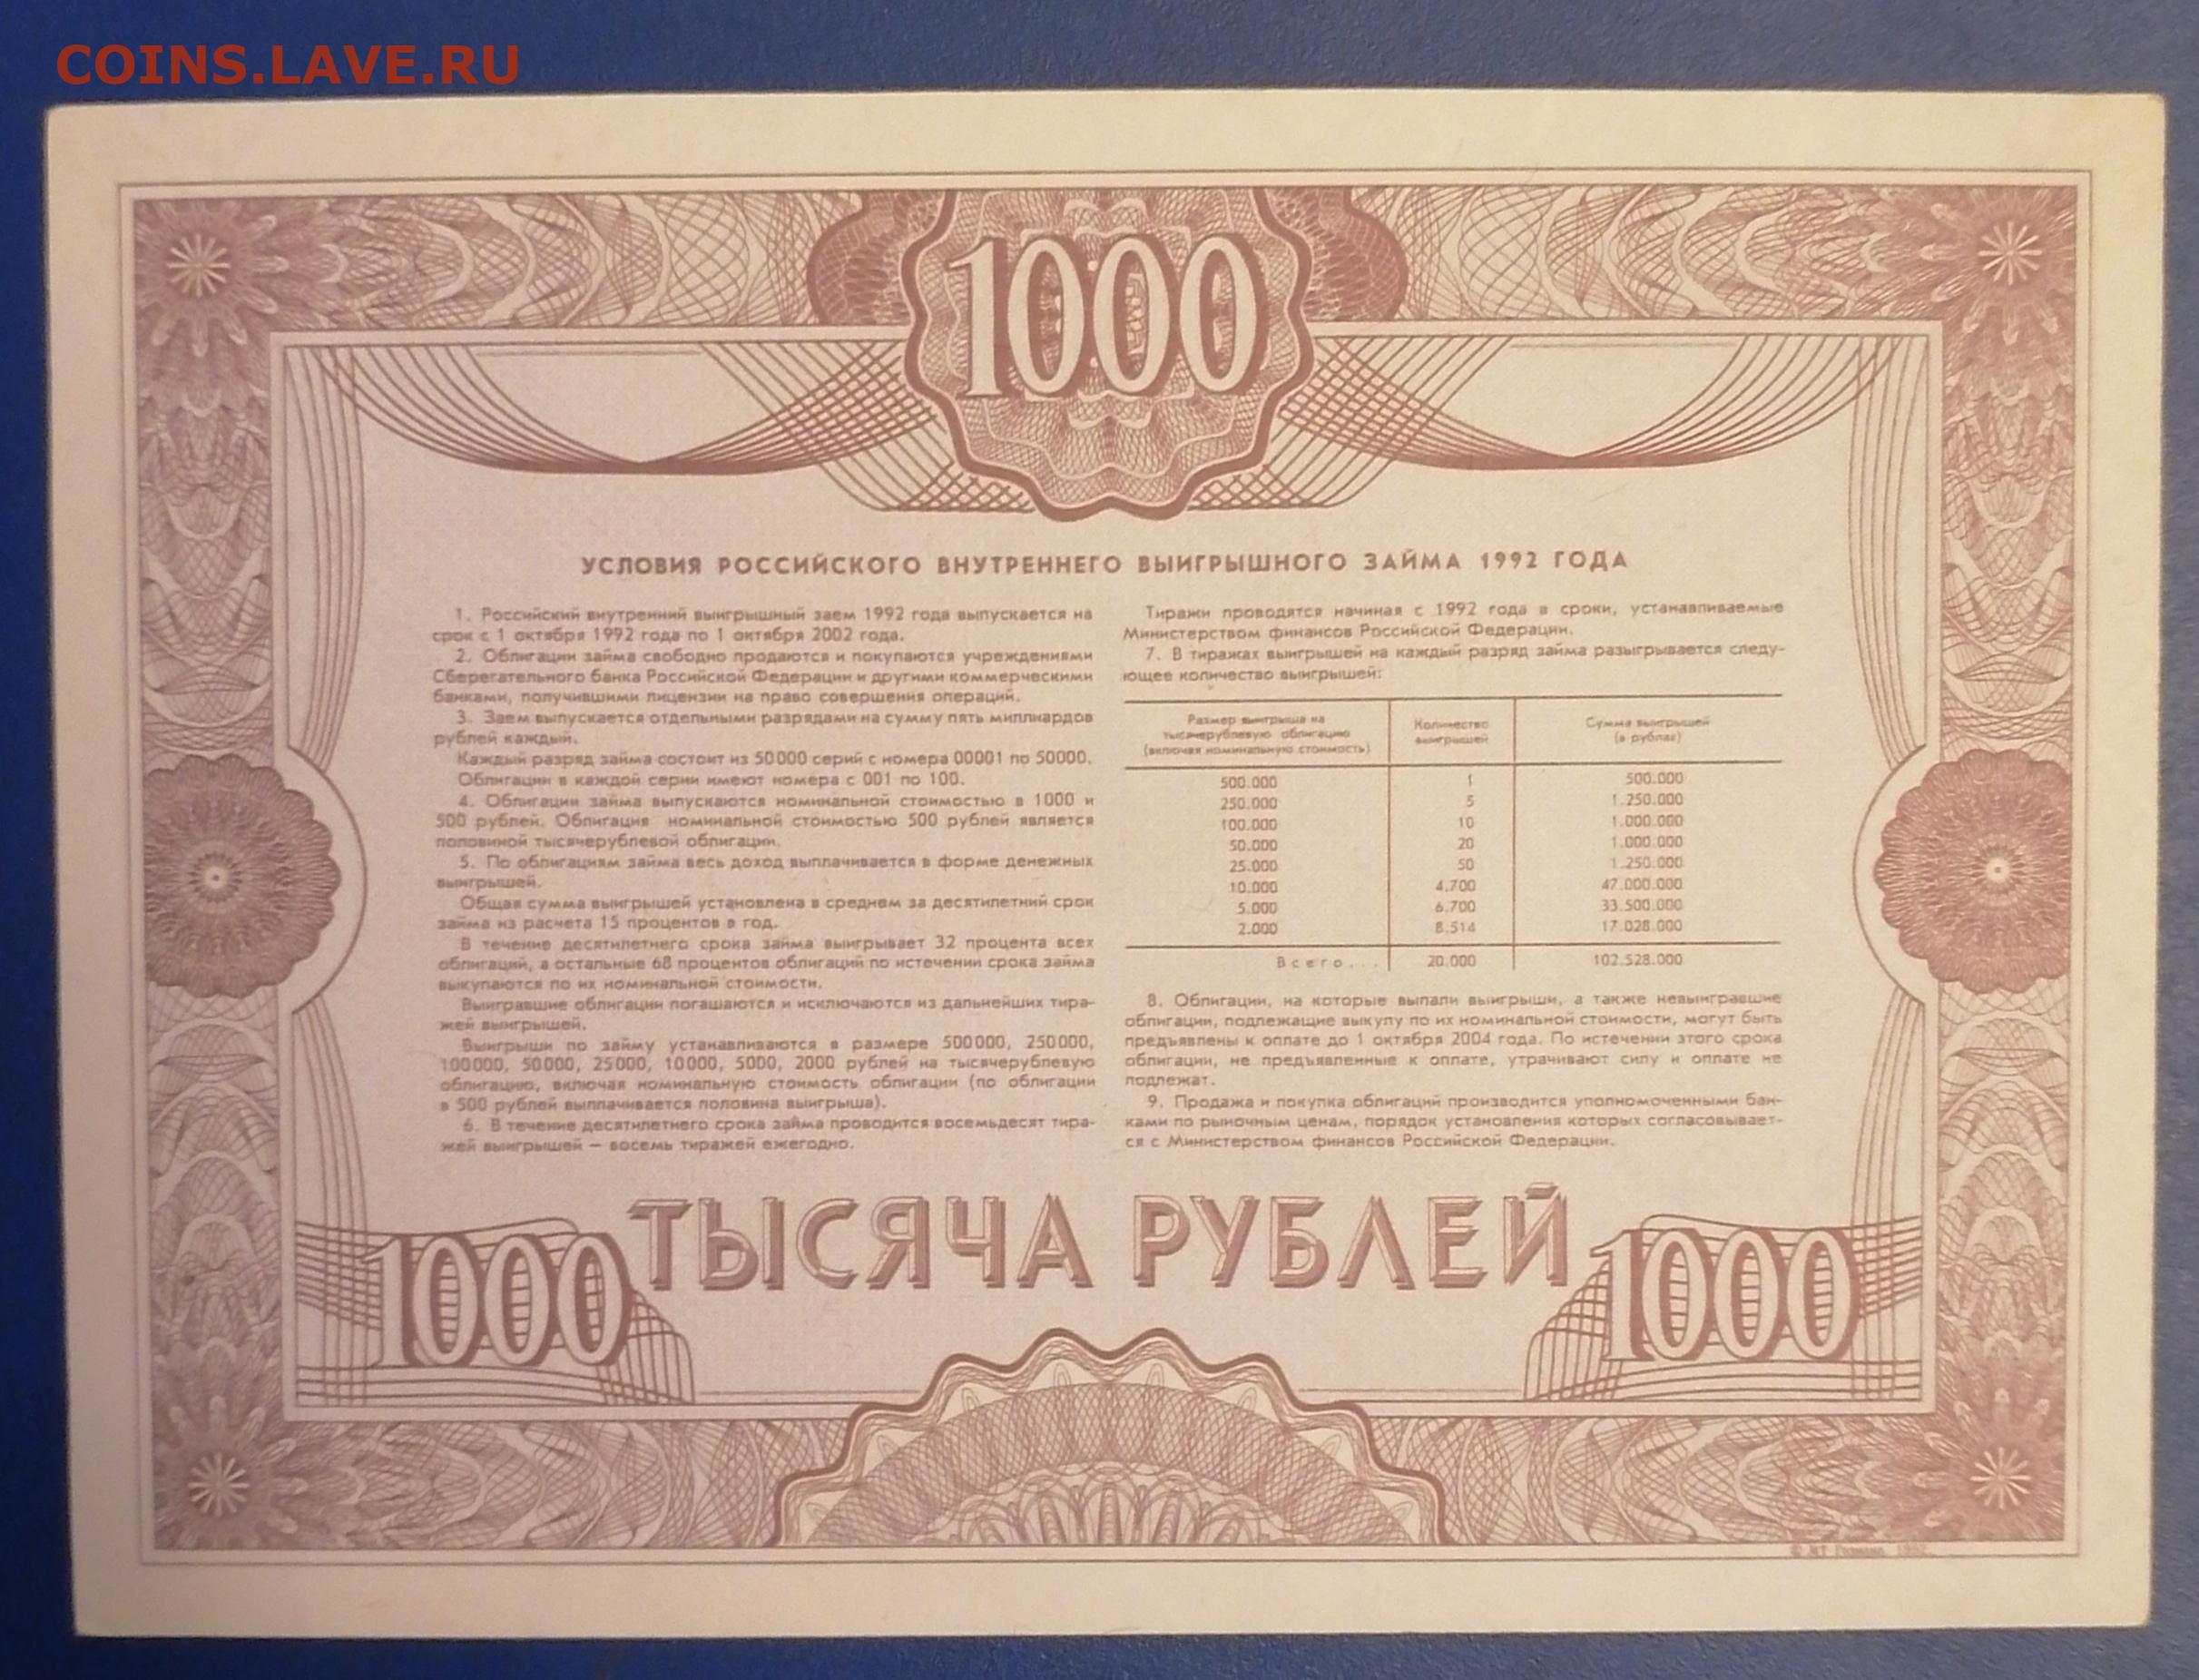 COINS.LAVE.RU
1000
УСЛОВИЯ РОССИЙСКОГО ВНУТРЕННЕГО ВЫИГРЫШНОГО ЗАЙМА 1992 ГОДА
1. Российский внутренний выигрышный заем 1992 года выпускается на
срок с 1 октября 1992 года по 1 октября 2002 года.
2. Облигации займа свободно продаются и покупаются учреждениями
Сберегательного банка Российской Федерации и другими коммерческими
банками, получившими лицензии на право совершения операций.
3. Заем выпускается отдельными разрядами на сумму пять миллиардов
рублей каждый.
Каждый разряд займа состоит из 50000 серий с номера 00001 по 50000.
Облигации в каждой серии имеют номера с 001 по 100.
4. Облигации займа выпускаются номинальной стоимостью в 1000 и
500 рублей. Облигация номинальной стоимостью 500 рублей является
половиной тысячерублевой облигации.
5. По облигациям займа весь доход выплачивается в форме денежных
выигрышей.
Общая сумма выигрышей установлена в среднем за десятилетний срок
займа из расчета 15 процентов в год.
В течение десятилетнего срока займа выигрывает 32 процента всех
облигаций, а остальные 68 процентов облигаций по истечении срока займа
выкупаются по их номинальной стоимости.
Выигравшие облигации погашаются и исключаются из дальнейших тира-
жей выигрышей.
Выигрыши по займу устанавливаются в размере 500000, 250000,
100000, 50000, 25000, 10000, 5000, 2000 рублей на тысячерублевую
облигацию, включая номинальную стоимость облигации (по облигации
в 500 рублей выплачивается половина выигрыша).
6. В течение десятилетнего срока займа проводится восемьдесят тира-
жей выигрышей — восемь тиражей ежегодно.
Тиражи проводятся начиная с 1992 года в сроки, устанавливаемые
Министерством финансов Российской Федерации.
7. В тиражах выигрышей на каждый разряд займа разыгрывается следу-
ющее количество выигрышей:
Размер выигрыша на тысячерублевую облигацию (включая номинальную стоимость) Количество выигрышей Сумма выигрышей (в рублях)
500.000 1 500.000
250.000 5 1.250.000
100.000 10 1.000.000
50.000 20 1.000.000
25.000 50 1.250.000
10.000 4.700 47.000.000
5.000 6.700 33.500.000
2.000 8.514 17.028.000
Всего... 20.000 102.528.000
8. Облигации, на которые выпали выигрыши, а также невыигравшие
облигации, подлежащие выкупу по их номинальной стоимости, могут быть
предъявлены к оплате до 1 октября 2004 года. По истечении этого срока
облигации, не предъявленные к оплате, утрачивают силу и оплате не
подлежат.
9. Продажа и покупка облигаций производится уполномоченными бан-
ками по рыночным ценам, порядок установления которых согласовывает-
ся с Министерством финансов Российской Федерации.
1000 ТЫСЯЧА РУБЛЕЙ 1000
© 1992.